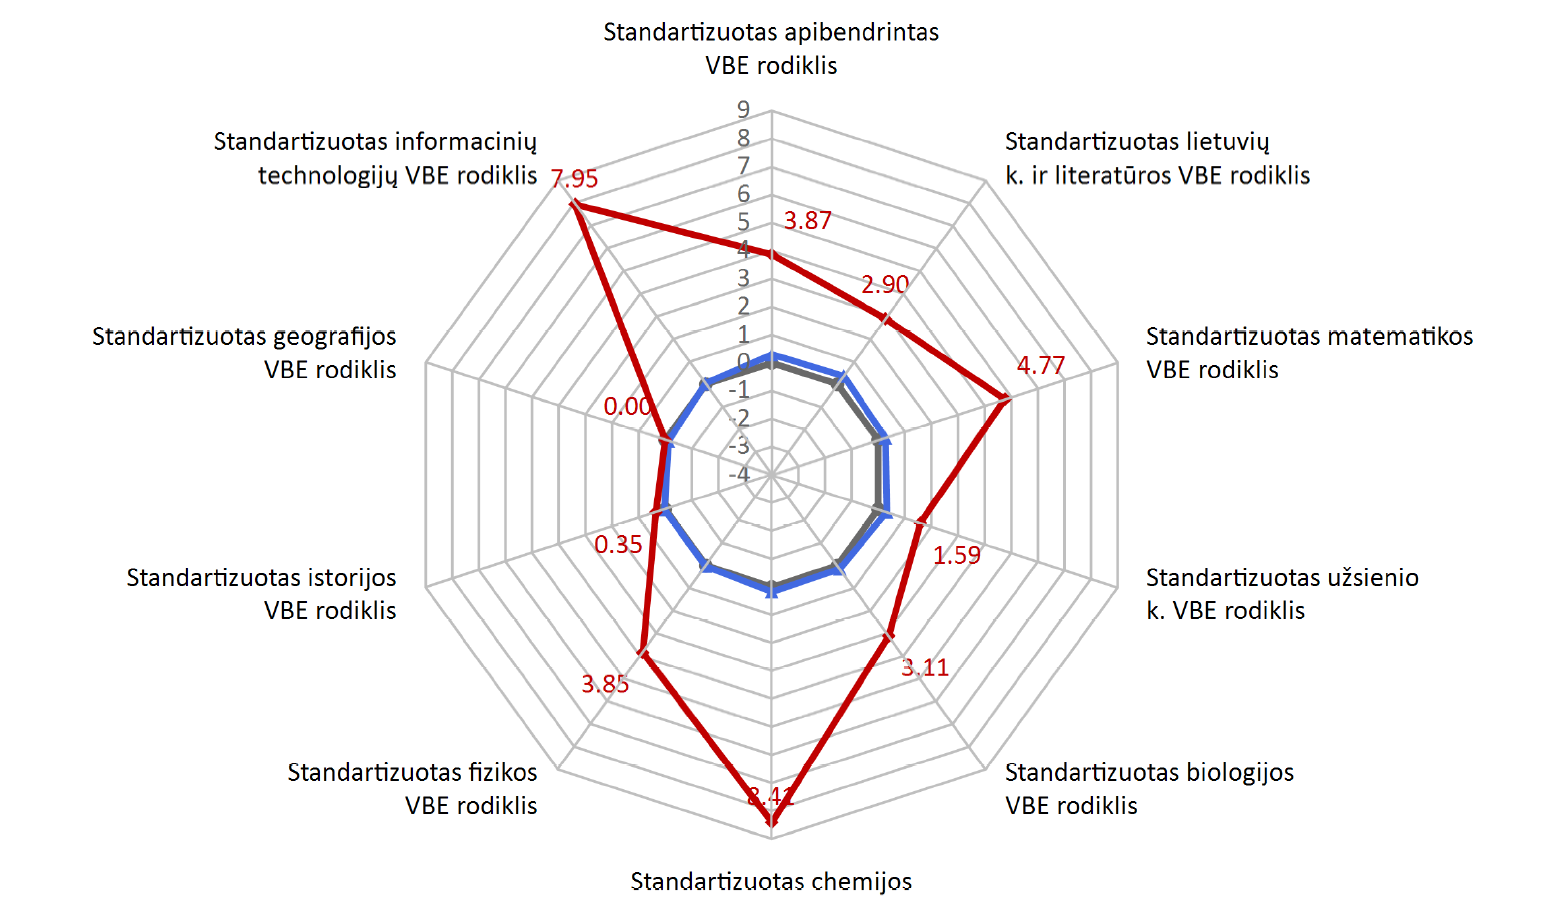 Standartizuotas apibendrintas
VBE rodiklis
Standartizuotas informacinių
technologijų VBE rodiklis
Standartizuotas lietuvių
k. ir literatūros VBE rodiklis
9
8
7
6
5
4
3
2
1
0
-1
-2
-3
-4
7.95
3.87
2.90
4.77
Standartizuotas geografijos
VBE rodiklis
Standartizuotas matematikos
VBE rodiklis
0.00
0.35
1.59
Standartizuotas istorijos
VBE rodiklis
Standartizuotas užsienio
k. VBE rodiklis
3.85
3.11
8.41
Standartizuotas fizikos
VBE rodiklis
Standartizuotas biologijos
VBE rodiklis
Standartizuotas chemijos